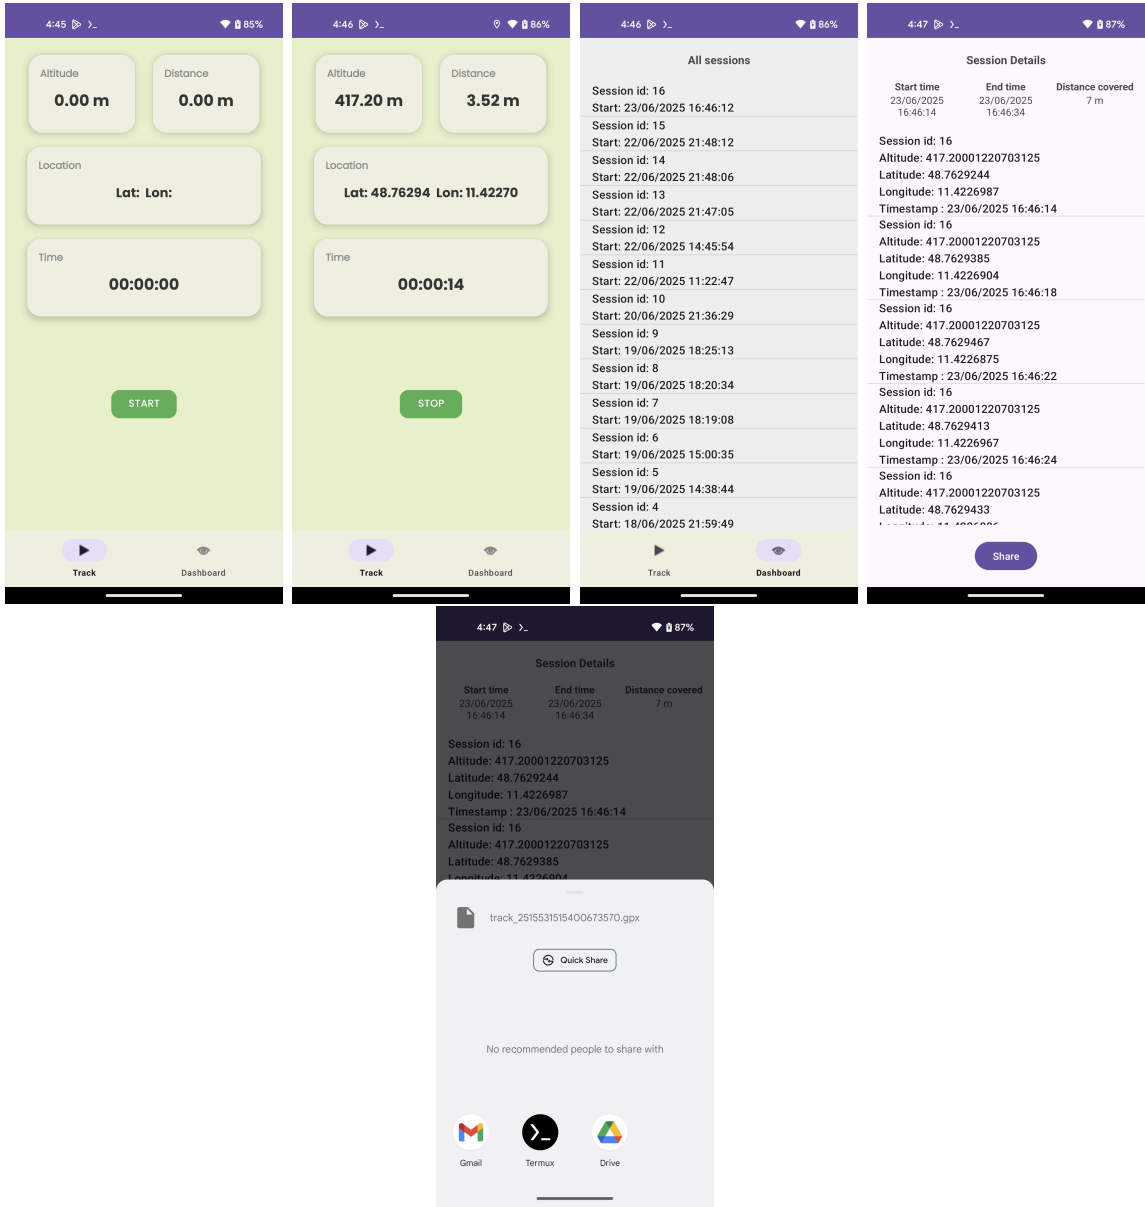 4:45 85%
Altitude Distance
0.00 m 0.00 m
Location
Lat: Lon:
Time
00:00:00
START
Track Dashboard
4:46 86%
Altitude Distance
417.20 m 3.52 m
Location
Lat: 48.76294 Lon: 11.42270
Time
00:00:14
STOP
Track Dashboard
4:46 86%
All sessions
Session id: 16
Start: 23/06/2025 16:46:12
Session id: 15
Start: 22/06/2025 21:48:12
Session id: 14
Start: 22/06/2025 21:48:06
Session id: 13
Start: 22/06/2025 21:47:05
Session id: 12
Start: 22/06/2025 14:45:54
Session id: 11
Start: 22/06/2025 11:22:47
Session id: 10
Start: 20/06/2025 21:36:29
Session id: 9
Start: 19/06/2025 18:25:13
Session id: 8
Start: 19/06/2025 18:20:34
Session id: 7
Start: 19/06/2025 18:19:08
Session id: 6
Start: 19/06/2025 15:00:35
Session id: 5
Start: 19/06/2025 14:38:44
Session id: 4
Start: 18/06/2025 21:59:49
Track Dashboard
4:47 87%
Session Details
Start time End time Distance covered
23/06/2025 23/06/2025 7 m
16:46:14 16:46:34
Session id: 16
Altitude: 417.20001220703125
Latitude: 48.7629244
Longitude: 11.4226987
Timestamp : 23/06/2025 16:46:14
Session id: 16
Altitude: 417.20001220703125
Latitude: 48.7629385
Longitude: 11.4226904
Timestamp : 23/06/2025 16:46:18
Session id: 16
Altitude: 417.20001220703125
Latitude: 48.7629467
Longitude: 11.4226875
Timestamp : 23/06/2025 16:46:22
Session id: 16
Altitude: 417.20001220703125
Latitude: 48.7629413
Longitude: 11.4226967
Timestamp : 23/06/2025 16:46:24
Session id: 16
Altitude: 417.20001220703125
Latitude: 48.7629433
Share
4:47 87%
Session Details
Start time End time Distance covered
23/06/2025 23/06/2025 7 m
16:46:14 16:46:34
Session id: 16
Altitude: 417.20001220703125
Latitude: 48.7629244
Longitude: 11.4226987
Timestamp : 23/06/2025 16:46:14
Session id: 16
Altitude: 417.20001220703125
Latitude: 48.7629385
Longitude: 11.4226904
track_2515531515400673570.gpx
Quick Share
No recommended people to share with
Gmail Termux Drive